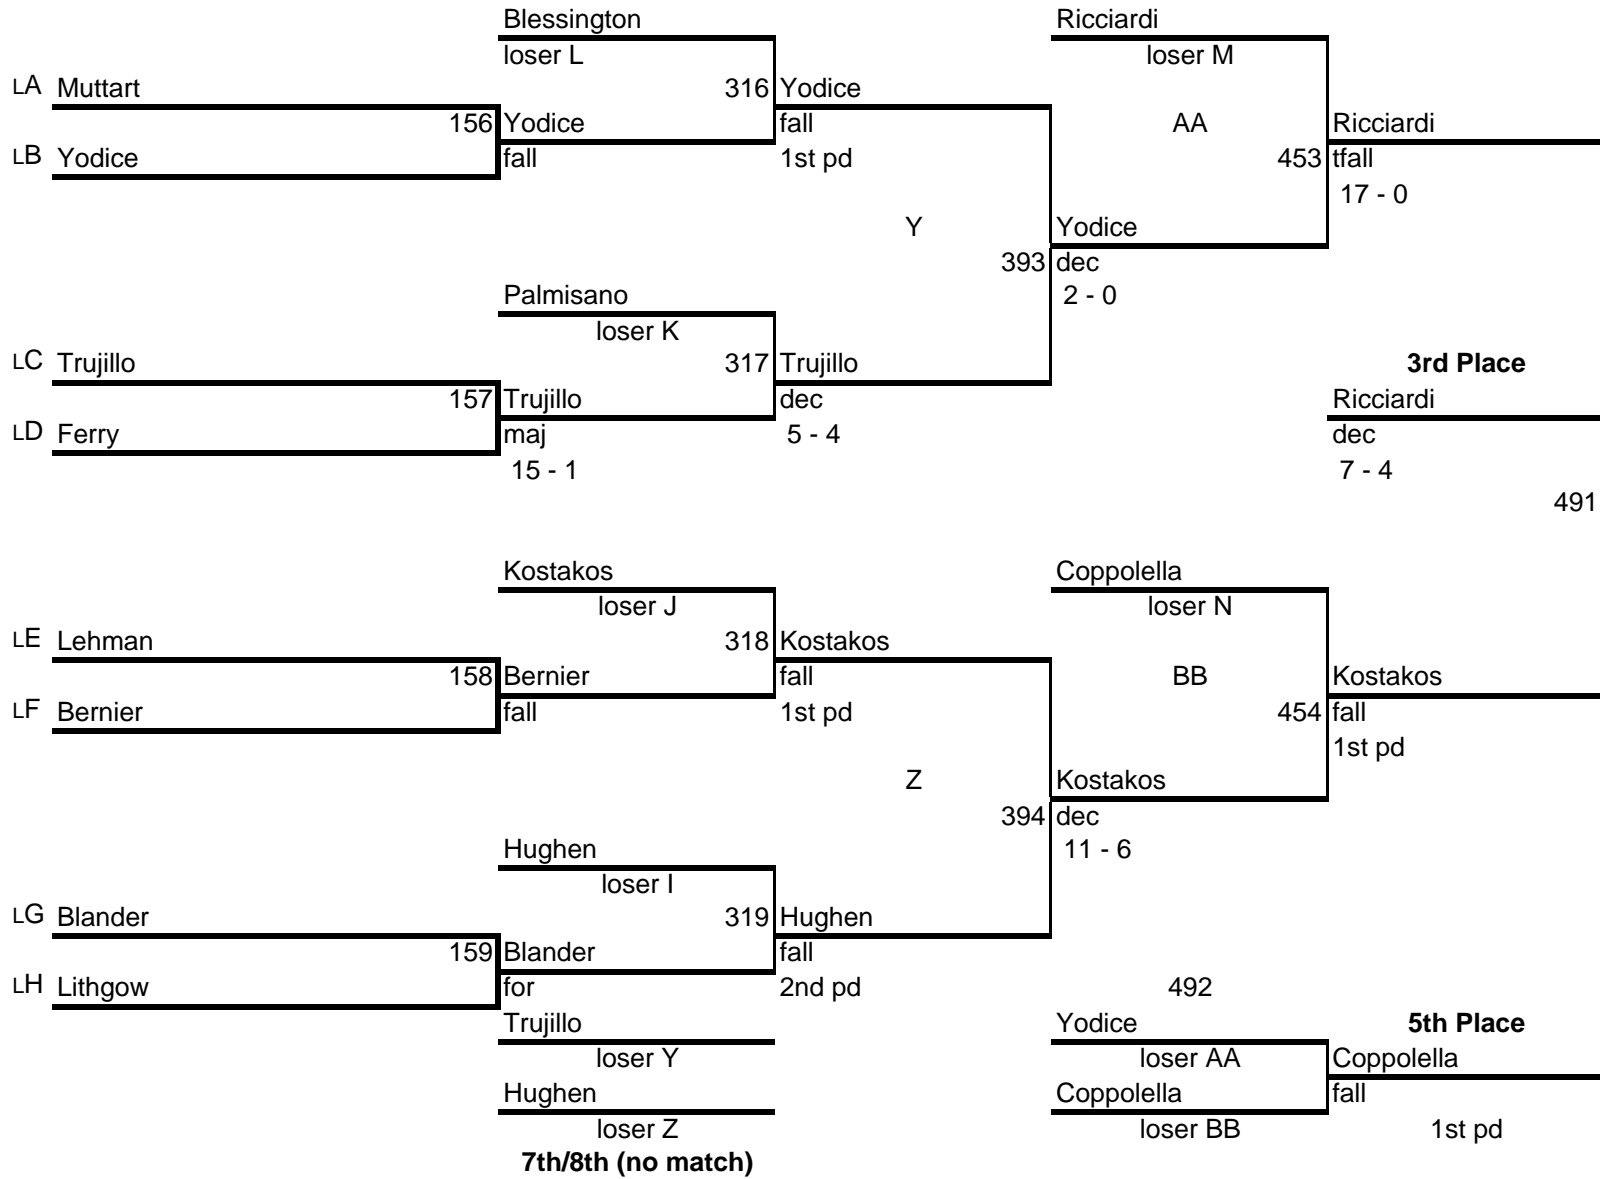 Blessington Ricciardi
loser L loser M
LA Muttart 316 Yodice
156 Yodice fall AA Ricciardi
LB Yodice fall 1st pd 453 tfall
17 - 0
Y Yodice
393 dec
Palmisano 2 - 0
loser K
LC Trujillo 317 Trujillo 3rd Place
157 Trujillo dec Ricciardi
LD Ferry maj 5 - 4 dec
15 - 1 7 - 4
491
Kostakos Coppolella
loser J loser N
LE Lehman 318 Kostakos
158 Bernier fall BB Kostakos
LF Bernier fall 1st pd 454 fall
1st pd
Z Kostakos
394 dec
Hughen 11 - 6
loser I
LG Blander 319 Hughen
159 Blander fall
LH Lithgow for 2nd pd 492
Trujillo Yodice 5th Place
loser Y loser AA Coppolella
Hughen Coppolella fall
loser Z loser BB 1st pd
7th/8th (no match)